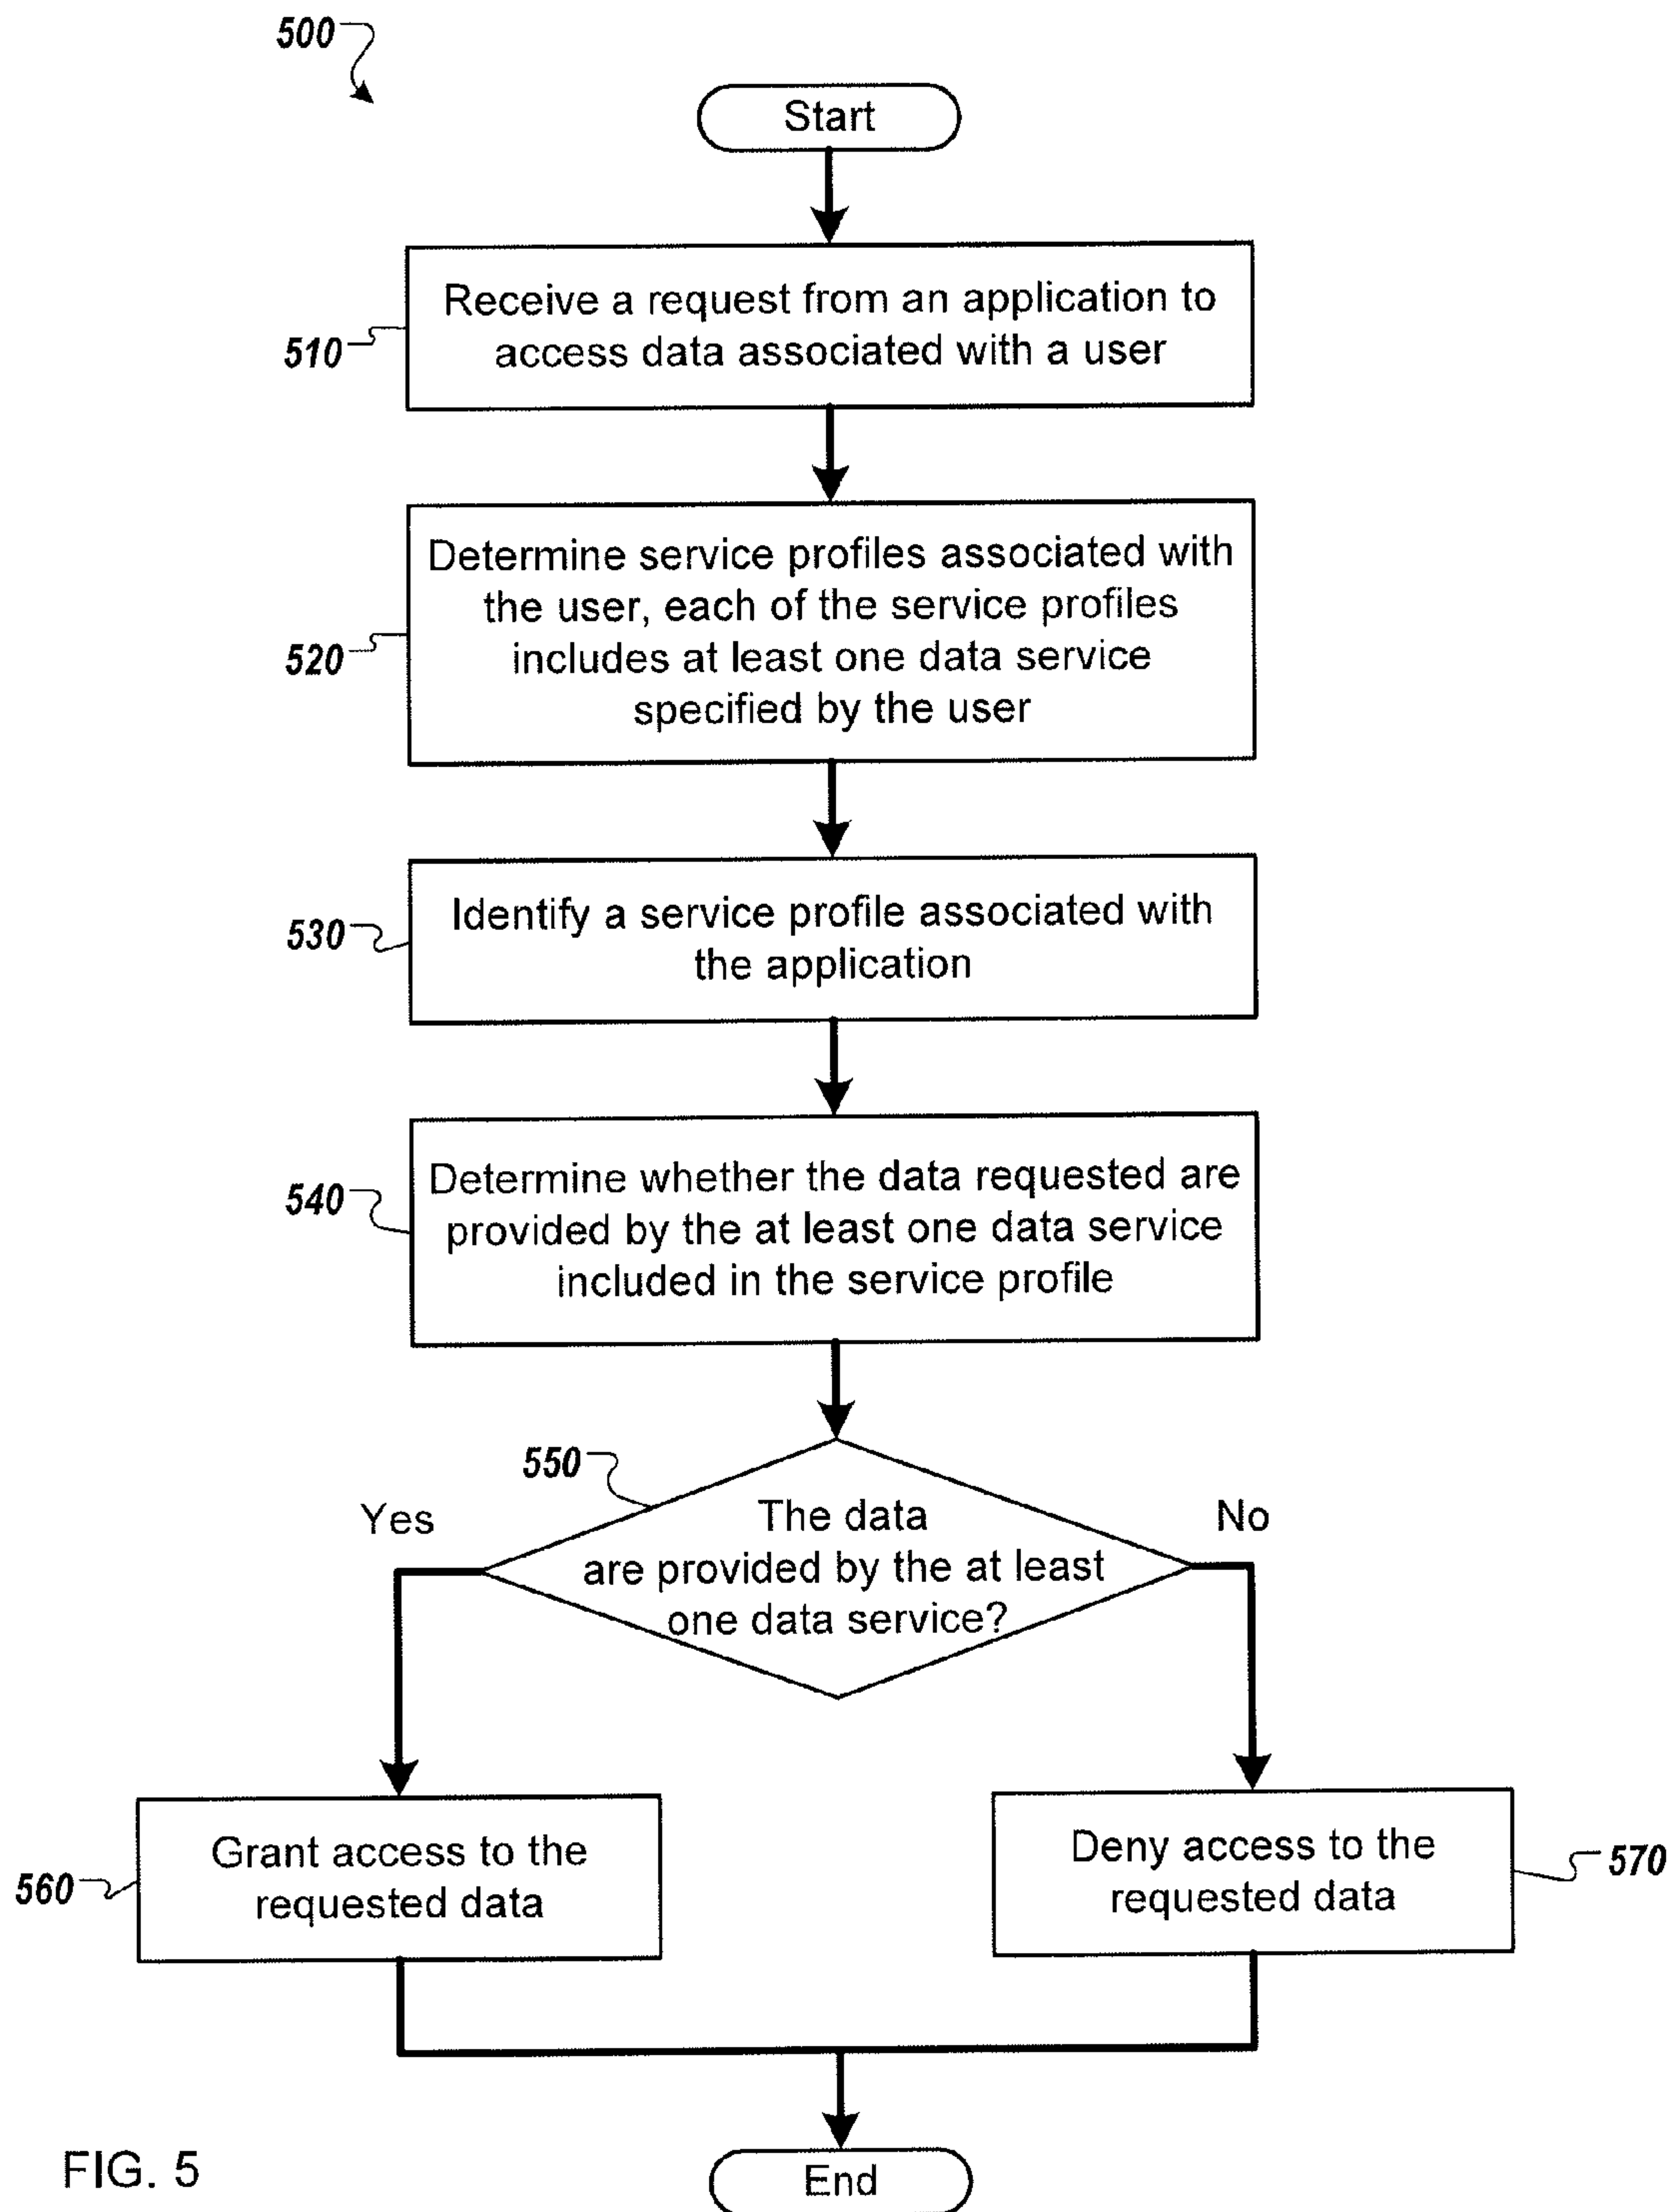 500
Start
Receive a request from an application to
access data associated with a user
510
Determine service profiles associated with
the user, each of the service profiles
includes at least one data service
specified by the user
520
Identify a service profile associated with
the application
530
Determine whether the data requested are
provided by the at least one data service
included in the service profile
540
550
Yes
The data
are provided by the at least
one data service?
No
Grant access to the
requested data
560
Deny access to the
requested data
570
FIG. 5
End